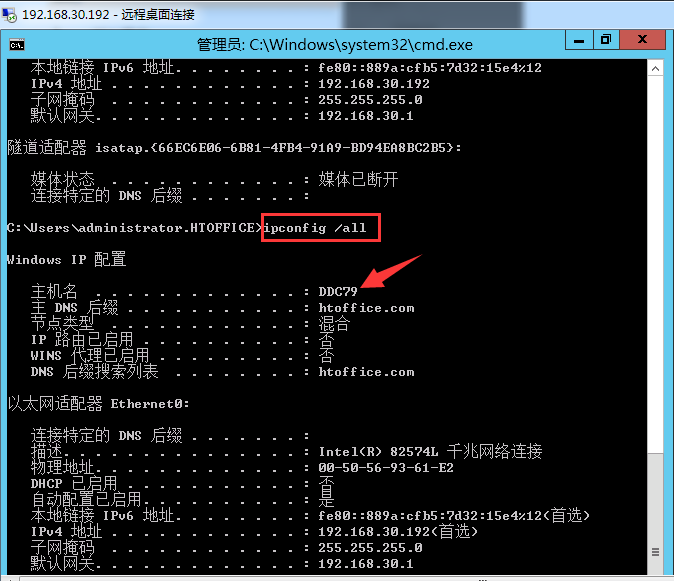 192.168.30.192 - 远程桌面连接
管理员: C:\Windows\system32\cmd.exe
本地链接 IPv6 地址. . . . . . . . : fe80::889a:cfb5:7d32:15e4%12
IPv4 地址 . . . . . . . . . . . . : 192.168.30.192
子网掩码 . . . . . . . . . . . . : 255.255.255.0
默认网关. . . . . . . . . . . . . : 192.168.30.1
隧道适配器 isatap.{66EC6E06-6B81-4FB4-91A9-BD94EA8BC2B5}:
媒体状态 . . . . . . . . . . . . : 媒体已断开
连接特定的 DNS 后缀 . . . . . . . :
C:\Users\administrator.HTOFFICE>ipconfig /all
Windows IP 配置
主机名 . . . . . . . . . . . . . : DDC79
主 DNS 后缀 . . . . . . . . . . . : htoffice.com
节点类型 . . . . . . . . . . . . : 混合
IP 路由已启用 . . . . . . . . . . : 否
WINS 代理已启用 . . . . . . . . . : 否
DNS 后缀搜索列表 . . . . . . . . : htoffice.com
以太网适配器 Ethernet0:
连接特定的 DNS 后缀 . . . . . . . :
描述. . . . . . . . . . . . . . . : Intel(R) 82574L 千兆网络连接
物理地址. . . . . . . . . . . . . : 00-50-56-93-61-E2
DHCP 已启用 . . . . . . . . . . . : 否
自动配置已启用. . . . . . . . . . : 是
本地链接 IPv6 地址. . . . . . . . : fe80::889a:cfb5:7d32:15e4%12(首选)
IPv4 地址 . . . . . . . . . . . . : 192.168.30.192(首选)
子网掩码 . . . . . . . . . . . . : 255.255.255.0
默认网关. . . . . . . . . . . . . : 192.168.30.1